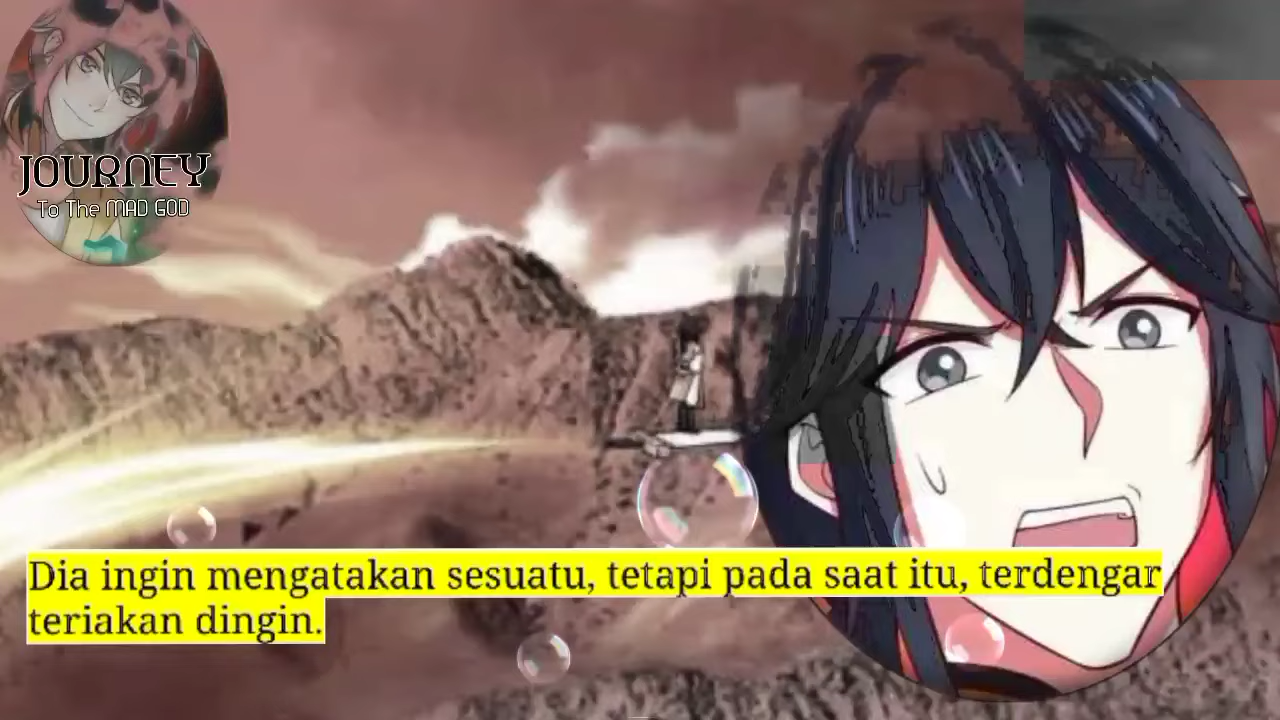 JOURNEY
To The MAD GOD
Dia ingin mengatakan sesuatu, tetapi pada saat itu, terdengar
teriakan dingin.